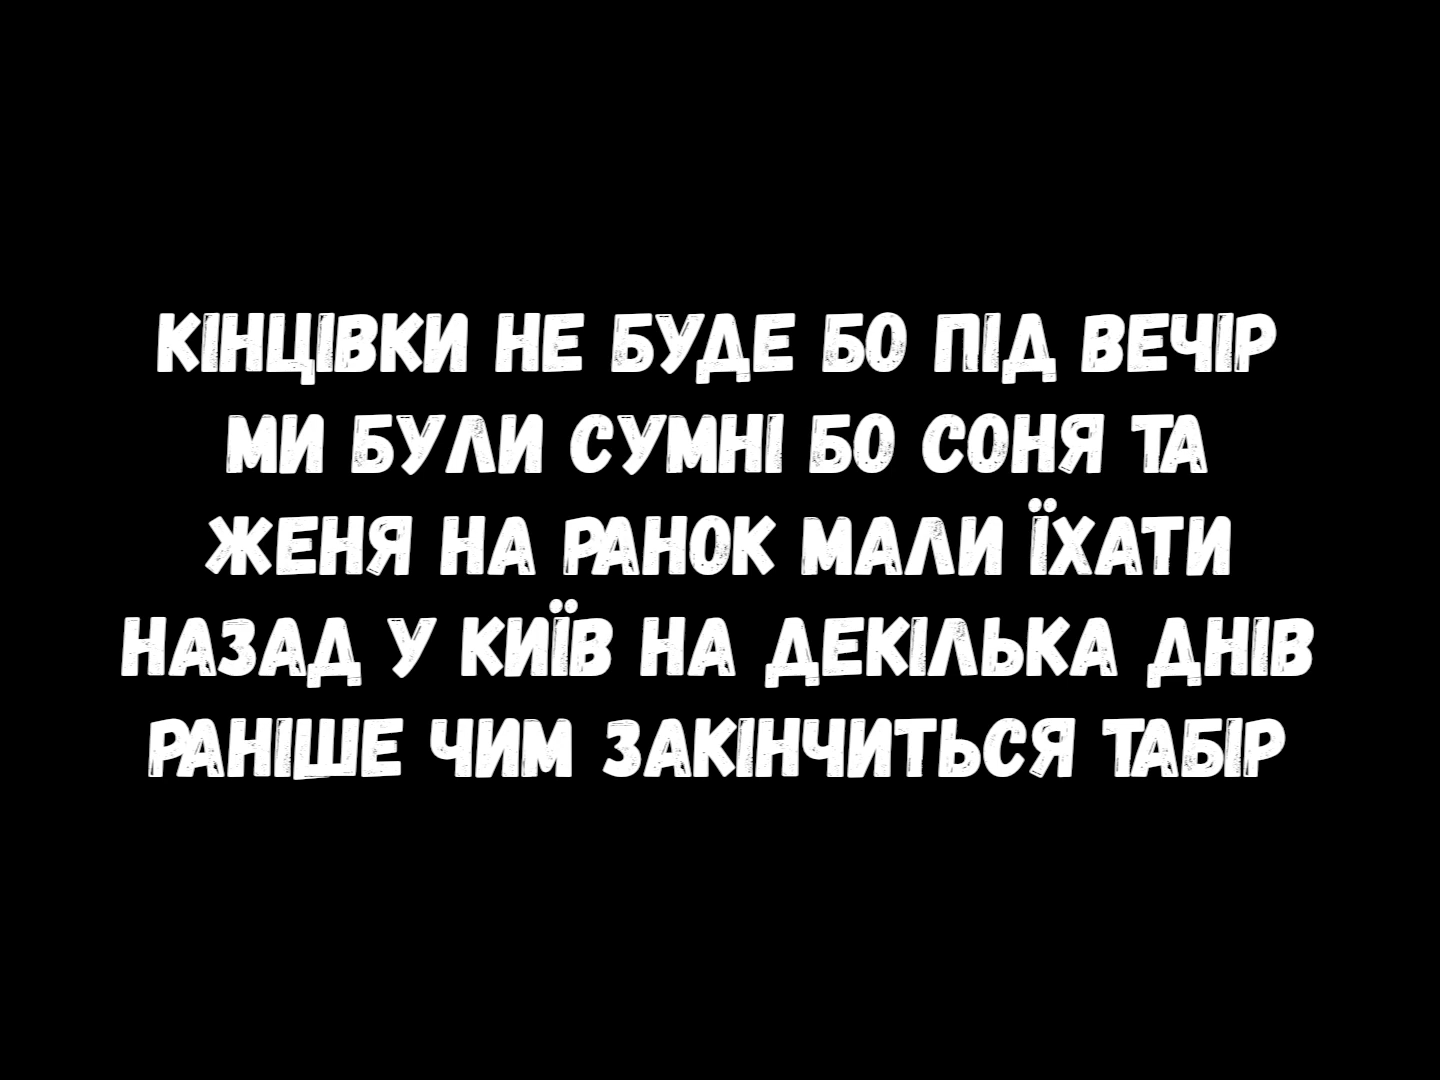 КІНЦІВКИ НЕ БУДЕ БО ПІД ВЕЧІР
МИ БУЛИ СУМНІ БО СОНЯ ТА
ЖЕНЯ НА РАНОК МАЛИ ЇХАТИ
НАЗАД У КИЇВ НА ДЕКІЛЬКА ДНІВ
РАНІШЕ ЧИМ ЗАКІНЧИТЬСЯ ТАБІР